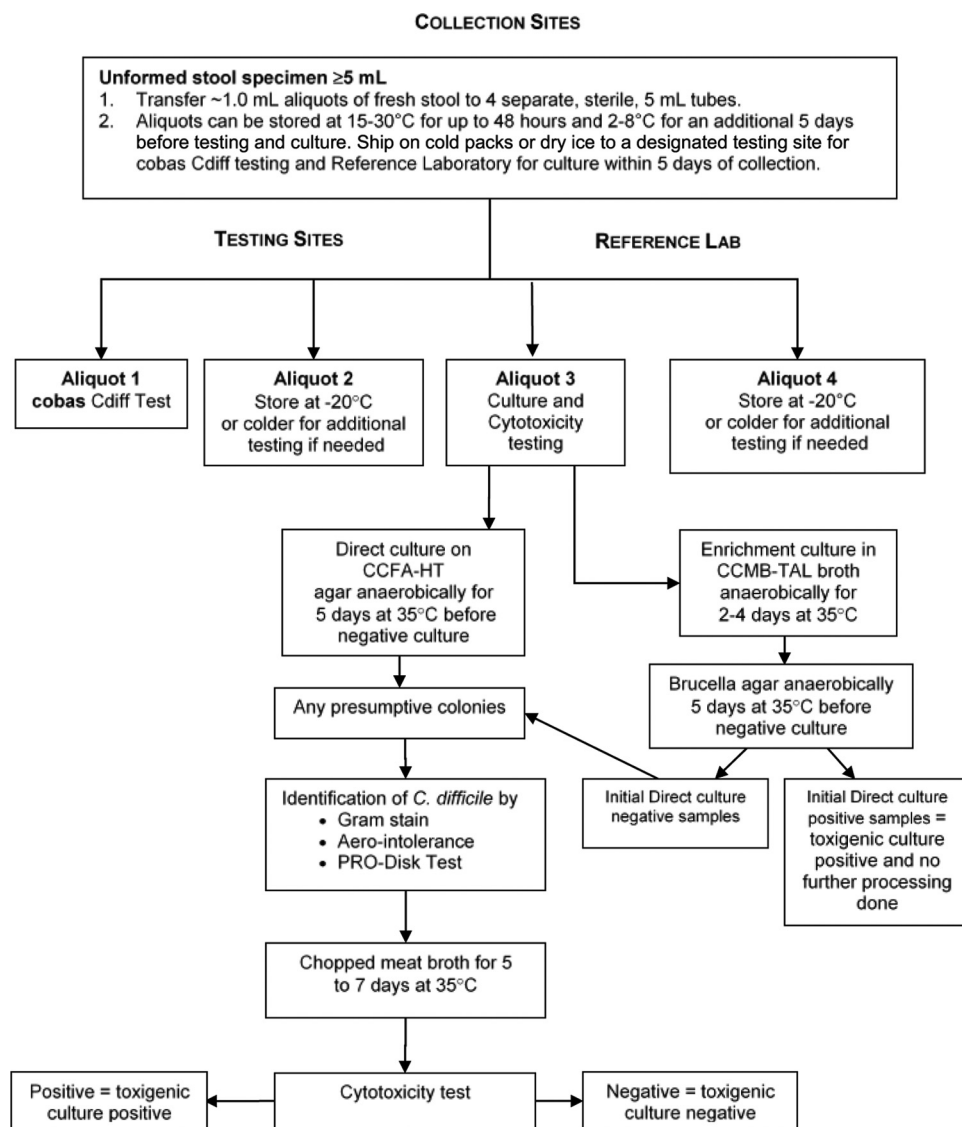 COLLECTION SITES
Unformed stool specimen ≥5 mL
1. Transfer ~1.0 mL aliquots of fresh stool to 4 separate, sterile, 5 mL tubes.
2. Aliquots can be stored at 15-30°C for up to 48 hours and 2-8°C for an additional 5 days
before testing and culture. Ship on cold packs or dry ice to a designated testing site for
cobas Cdiff testing and Reference Laboratory for culture within 5 days of collection.
TESTING SITES
REFERENCE LAB
Aliquot 1
cobas Cdiff Test
Aliquot 2
Store at -20°C
or colder for additional
testing if needed
Aliquot 3
Culture and
Cytotoxicity
testing
Aliquot 4
Store at -20°C
or colder for additional
testing if needed
Direct culture on
CCFA-HT
agar anaerobically for
5 days at 35°C before
negative culture
Enrichment culture in
CCMB-TAL broth
anaerobically for
2-4 days at 35°C
Any presumptive colonies
Brucella agar anaerobically
5 days at 35°C before
negative culture
Identification of C. difficile by
• Gram stain
• Aero-intolerance
• PRO-Disk Test
Initial Direct culture
negative samples
Initial Direct culture
positive samples =
toxigenic culture
positive and no
further processing
done
Chopped meat broth for 5
to 7 days at 35°C
Positive = toxigenic
culture positive
Cytotoxicity test
Negative = toxigenic
culture negative